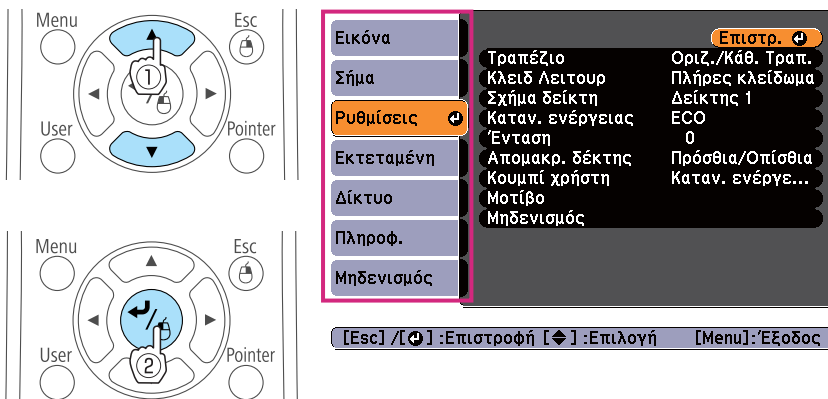 Menu
Esc
①
User
Pointer
Menu
Esc
User
Pointer
②
Εικόνα
Σήμα
Ρυθμίσεις
Εκτεταμένη
Δίκτυο
Πληροφ.
Μηδενισμός
Επιστρ.
Τραπέζιο Οριζ./Κάθ. Τραπ.
Κλειδ Λειτουρ Πλήρες κλείδωμα
Σχήμα δείκτη Δείκτης 1
Καταν. ενέργειας ECO
Ένταση 0
Απομακρ. δέκτης Πρόσθια/Οπίσθια
Κουμπί χρήστη Καταν. ενέργε...
Μοτίβο
Μηδενισμός
[Esc] /[ ] :Επιστροφή [ ] :Επιλογή [Menu]:Έξοδος